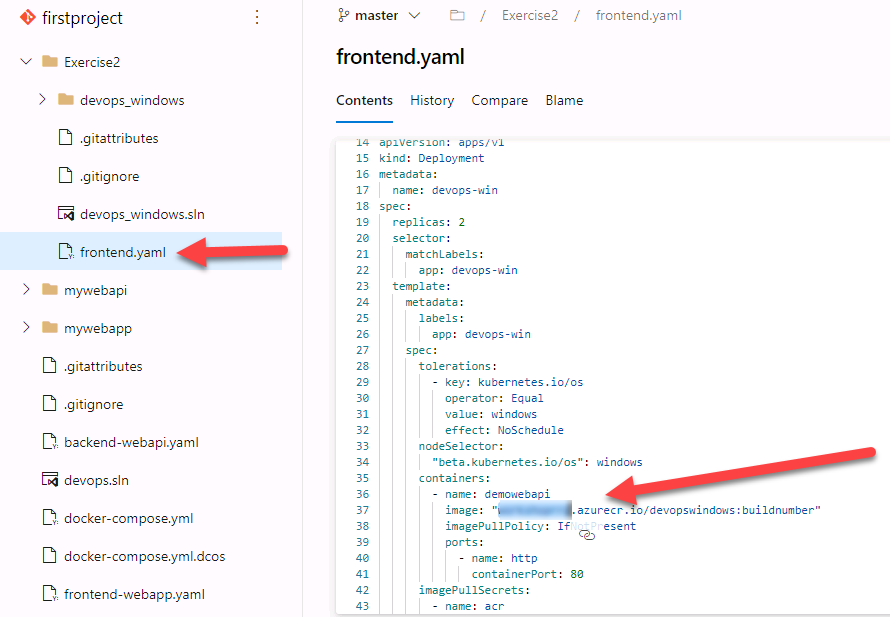 firstproject
Exercise2
devops_windows
.gitattributes
.gitignore
devops_windows.sln
frontend.yaml
mywebapi
mywebapp
.gitattributes
.gitignore
backend-webapi.yaml
devops.sln
docker-compose.yml
docker-compose.yml.dcos
frontend-webapp.yaml
master / Exercise2 / frontend.yaml
frontend.yaml
Contents History Compare Blame
14 apiVersion: apps/v1
15 kind: Deployment
16 metadata:
17 name: devops-win
18 spec:
19 replicas: 2
20 selector:
21 matchLabels:
22 app: devops-win
23 template:
24 metadata:
25 labels:
26 app: devops-win
27 spec:
28 tolerations:
29 - key: kubernetes.io/os
30 operator: Equal
31 value: windows
32 effect: NoSchedule
33 nodeSelector:
34 "beta.kubernetes.io/os": windows
35 containers:
36 - name: demowebapi
37 image: ".azurecr.io/devopswindows:buildnumber"
38 imagePullPolicy: IfNotPresent
39 ports:
40 - name: http
41 containerPort: 80
42 imagePullSecrets:
43 - name: acr